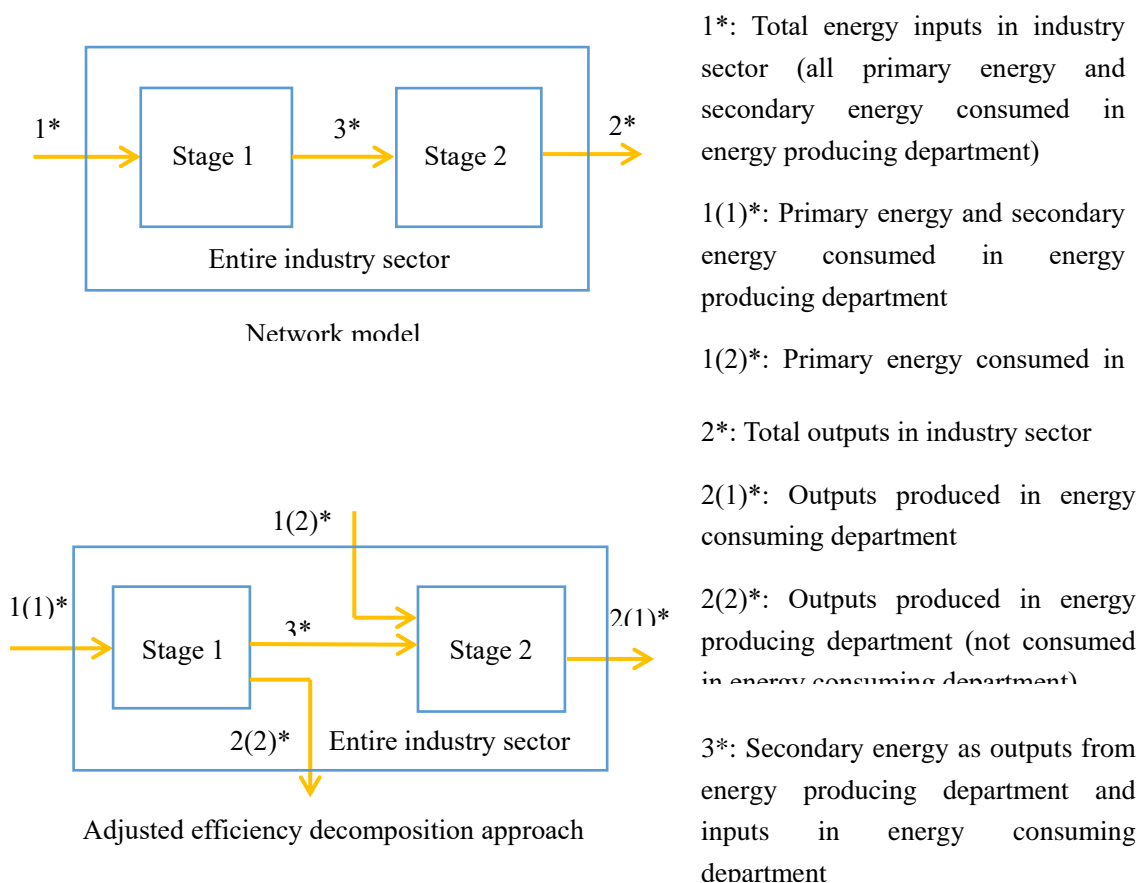 1*
3*
2*
Stage 1
Stage 2
Entire industry sector
Network model
1(2)*
1(1)*
3*
2(1)*
Stage 1
Stage 2
2(2)*
Entire industry sector
Adjusted efficiency decomposition approach
1*: Total energy inputs in industry
sector (all primary energy and
secondary energy consumed in
energy producing department)
1(1)*: Primary energy and secondary
energy consumed in energy
producing department
1(2)*: Primary energy consumed in
2*: Total outputs in industry sector
2(1)*: Outputs produced in energy
consuming department
2(2)*: Outputs produced in energy
producing department (not consumed
in energy consuming department)
3*: Secondary energy as outputs from
energy producing department and
inputs in energy consuming
department